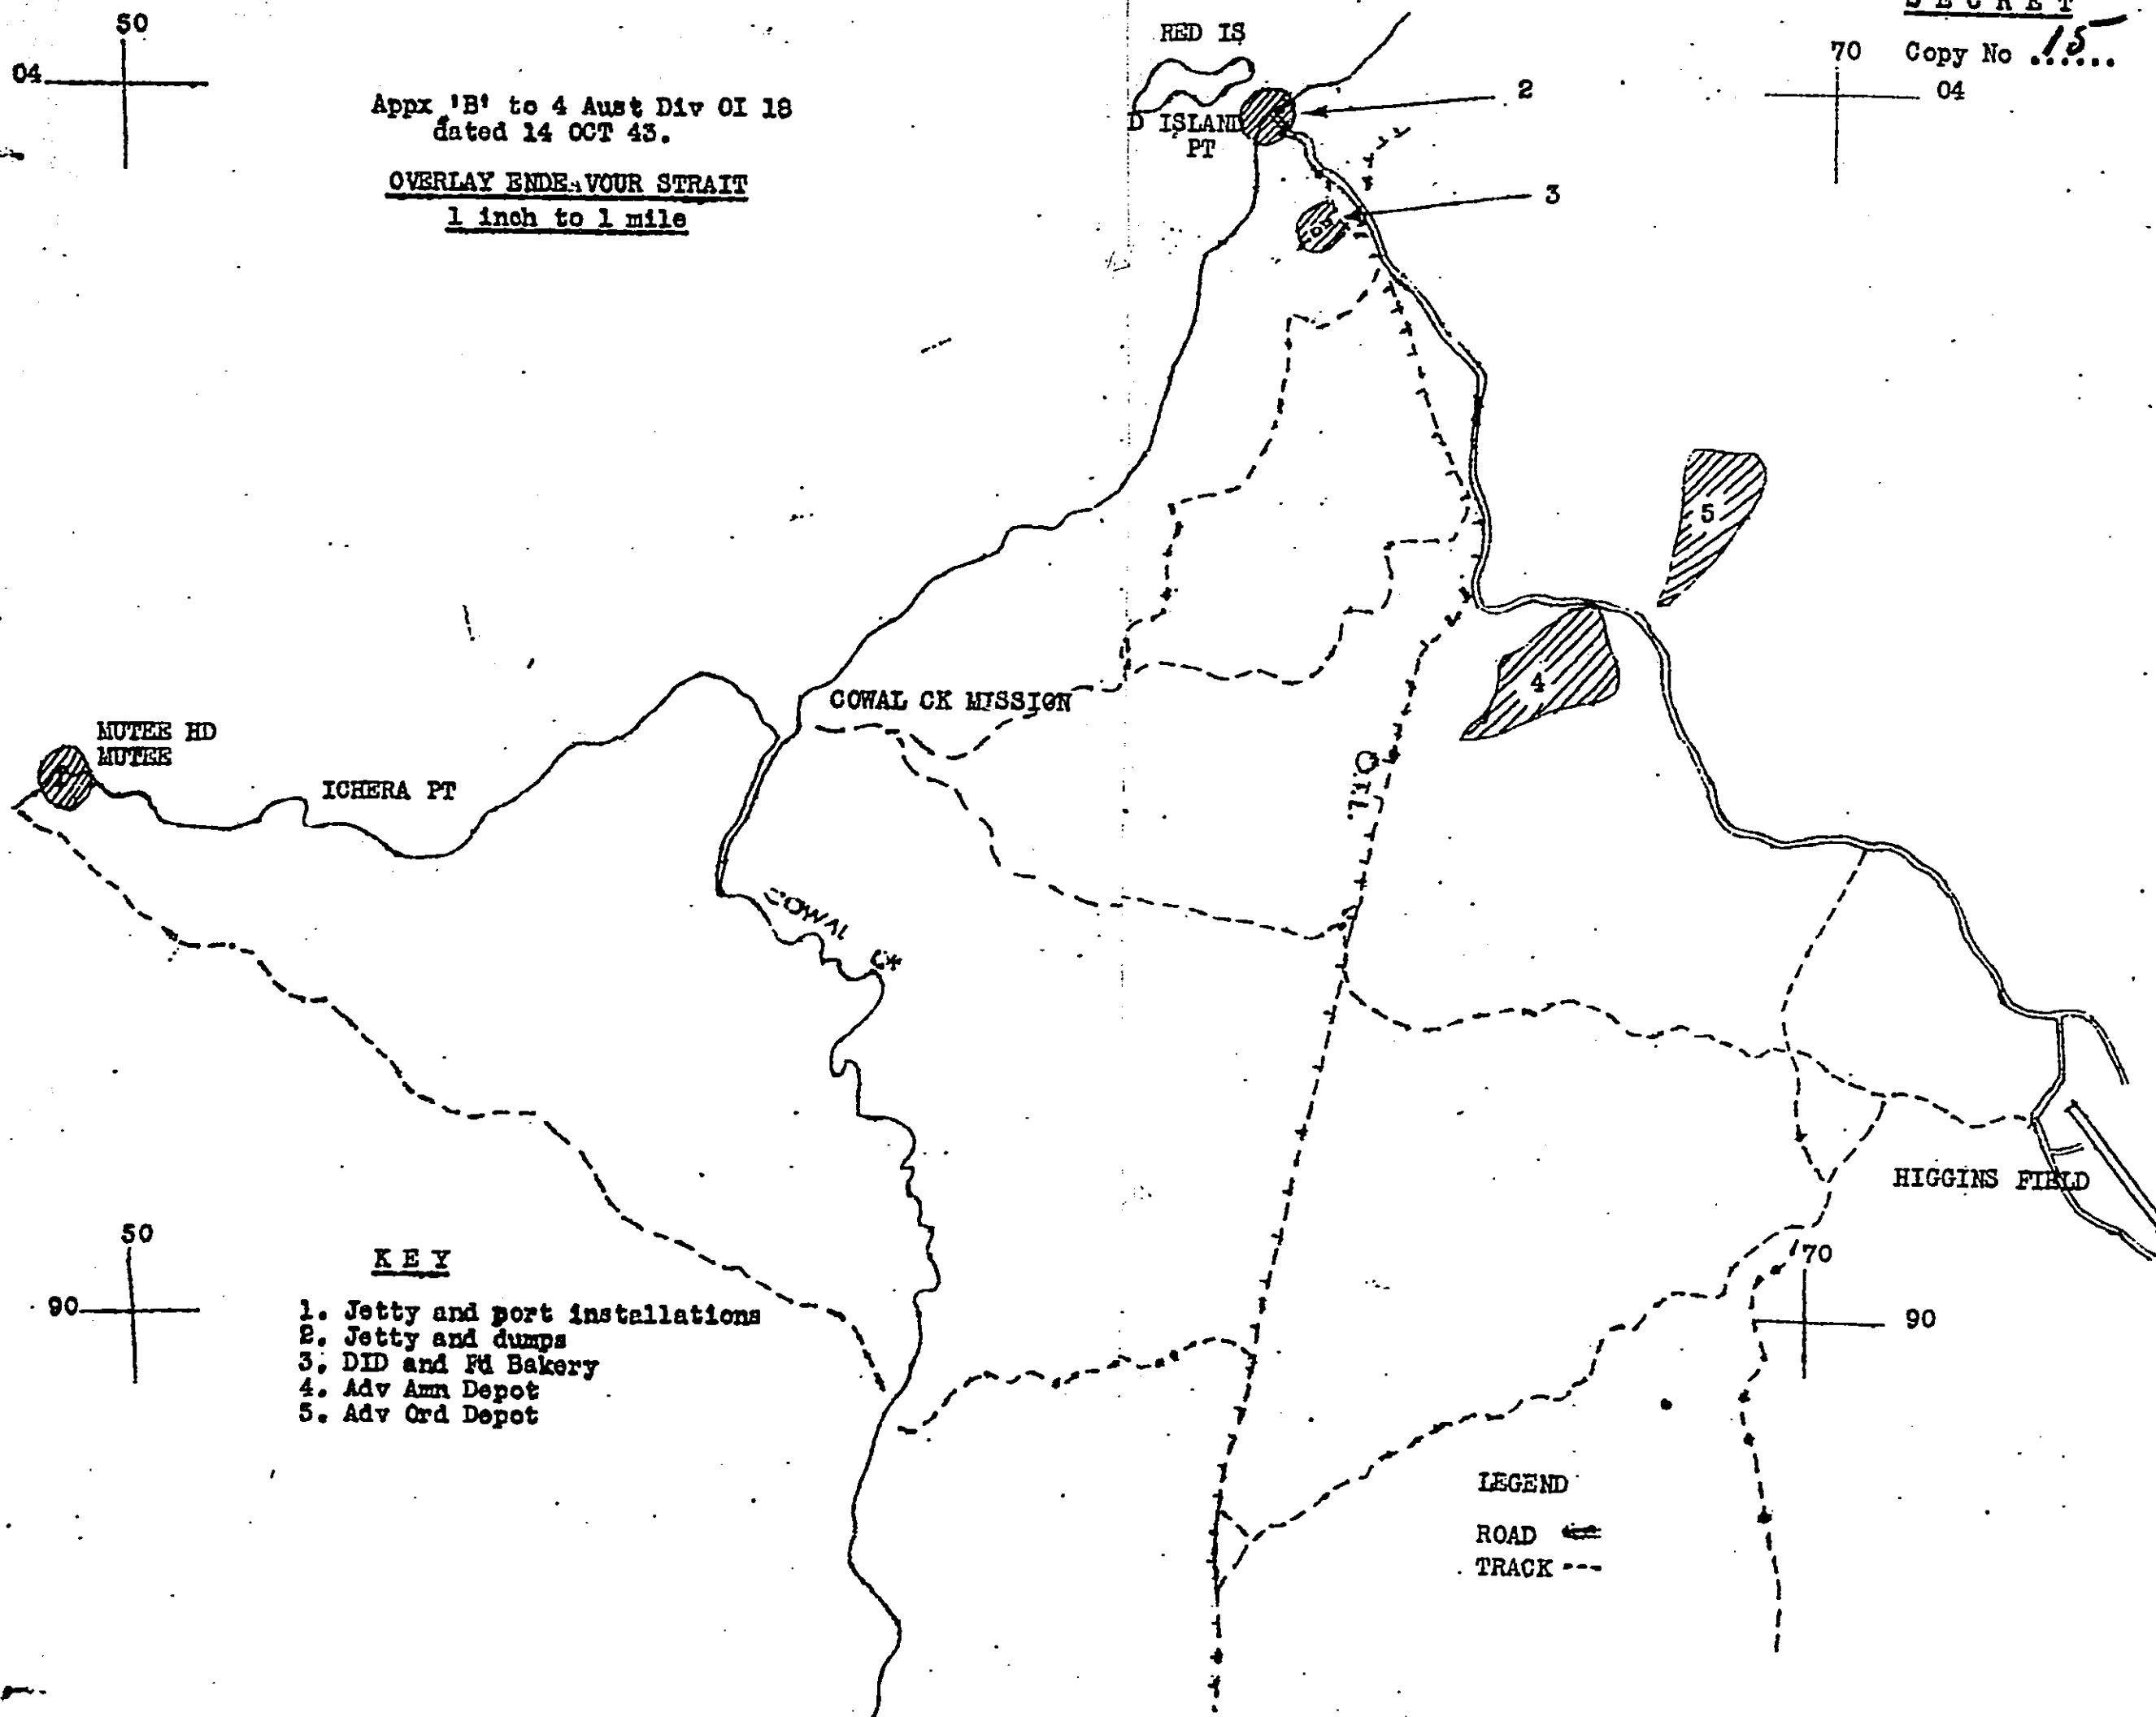 SECRET
Copy No 15
50
04
70
04
Appx 'B' to 4 Aust Div OI 18
dated 14 OCT 43.
OVERLAY ENDEAVOUR STRAIT
1 inch to 1 mile
RED IS
D ISLAND
PT
2
3
5
4
COWAL CK MISSION
MUTEE HD
MUTEE
ICHERA PT
COWAL CK
HIGGINS FIELD
50
90
70
90
KEY
1. Jetty and port installations
2. Jetty and dumps
3. DID and Fd Bakery
4. Adv Amn Depot
5. Adv Ord Depot
LEGEND
ROAD
TRACK